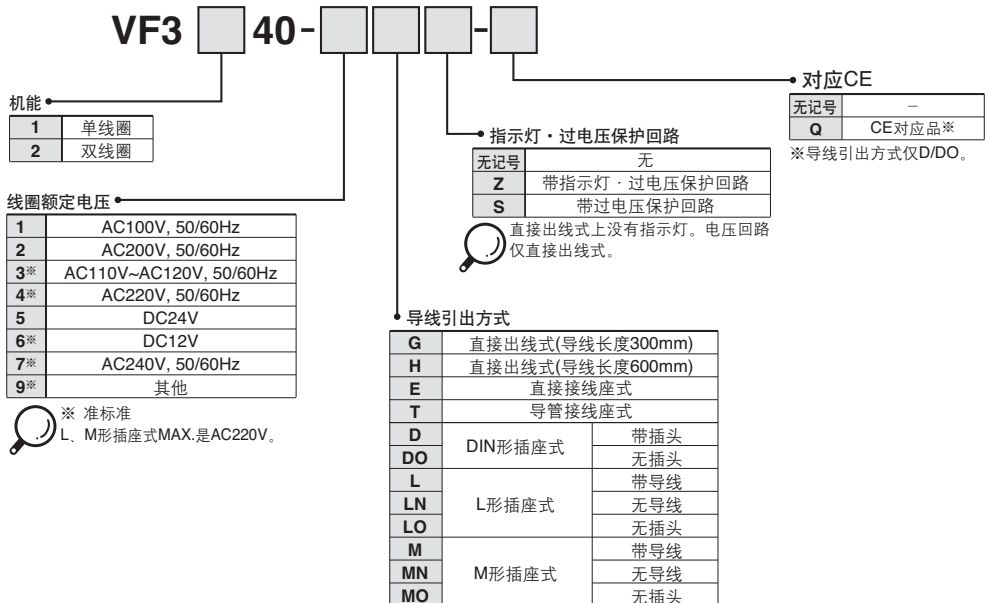 VF3 40-  -
机能
1 单线圈
2 双线圈
线圈额定电压
1 AC100V, 50/60Hz
2 AC200V, 50/60Hz
3※ AC110V~AC120V, 50/60Hz
4※ AC220V, 50/60Hz
5 DC24V
6※ DC12V
7※ AC240V, 50/60Hz
9※ 其他
※ 准标准
L、M形插座式MAX.是AC220V。
导线引出方式
G 直接出线式(导线长度300mm)
H 直接出线式(导线长度600mm)
E 直接接线座式
T 导管接线座式
D DIN形插座式 带插头
DO 无插头
L L形插座式 带导线
LN 无导线
LO 无插头
M M形插座式 带导线
MN 无导线
MO 无插头
指示灯·过电压保护回路
无记号 无
Z 带指示灯·过电压保护回路
S 带过电压保护回路
直接出线式上没有指示灯。电压回路
仅直接出线式。
对应CE
无记号 —
Q CE对应品※
※导线引出方式仅D/DO。